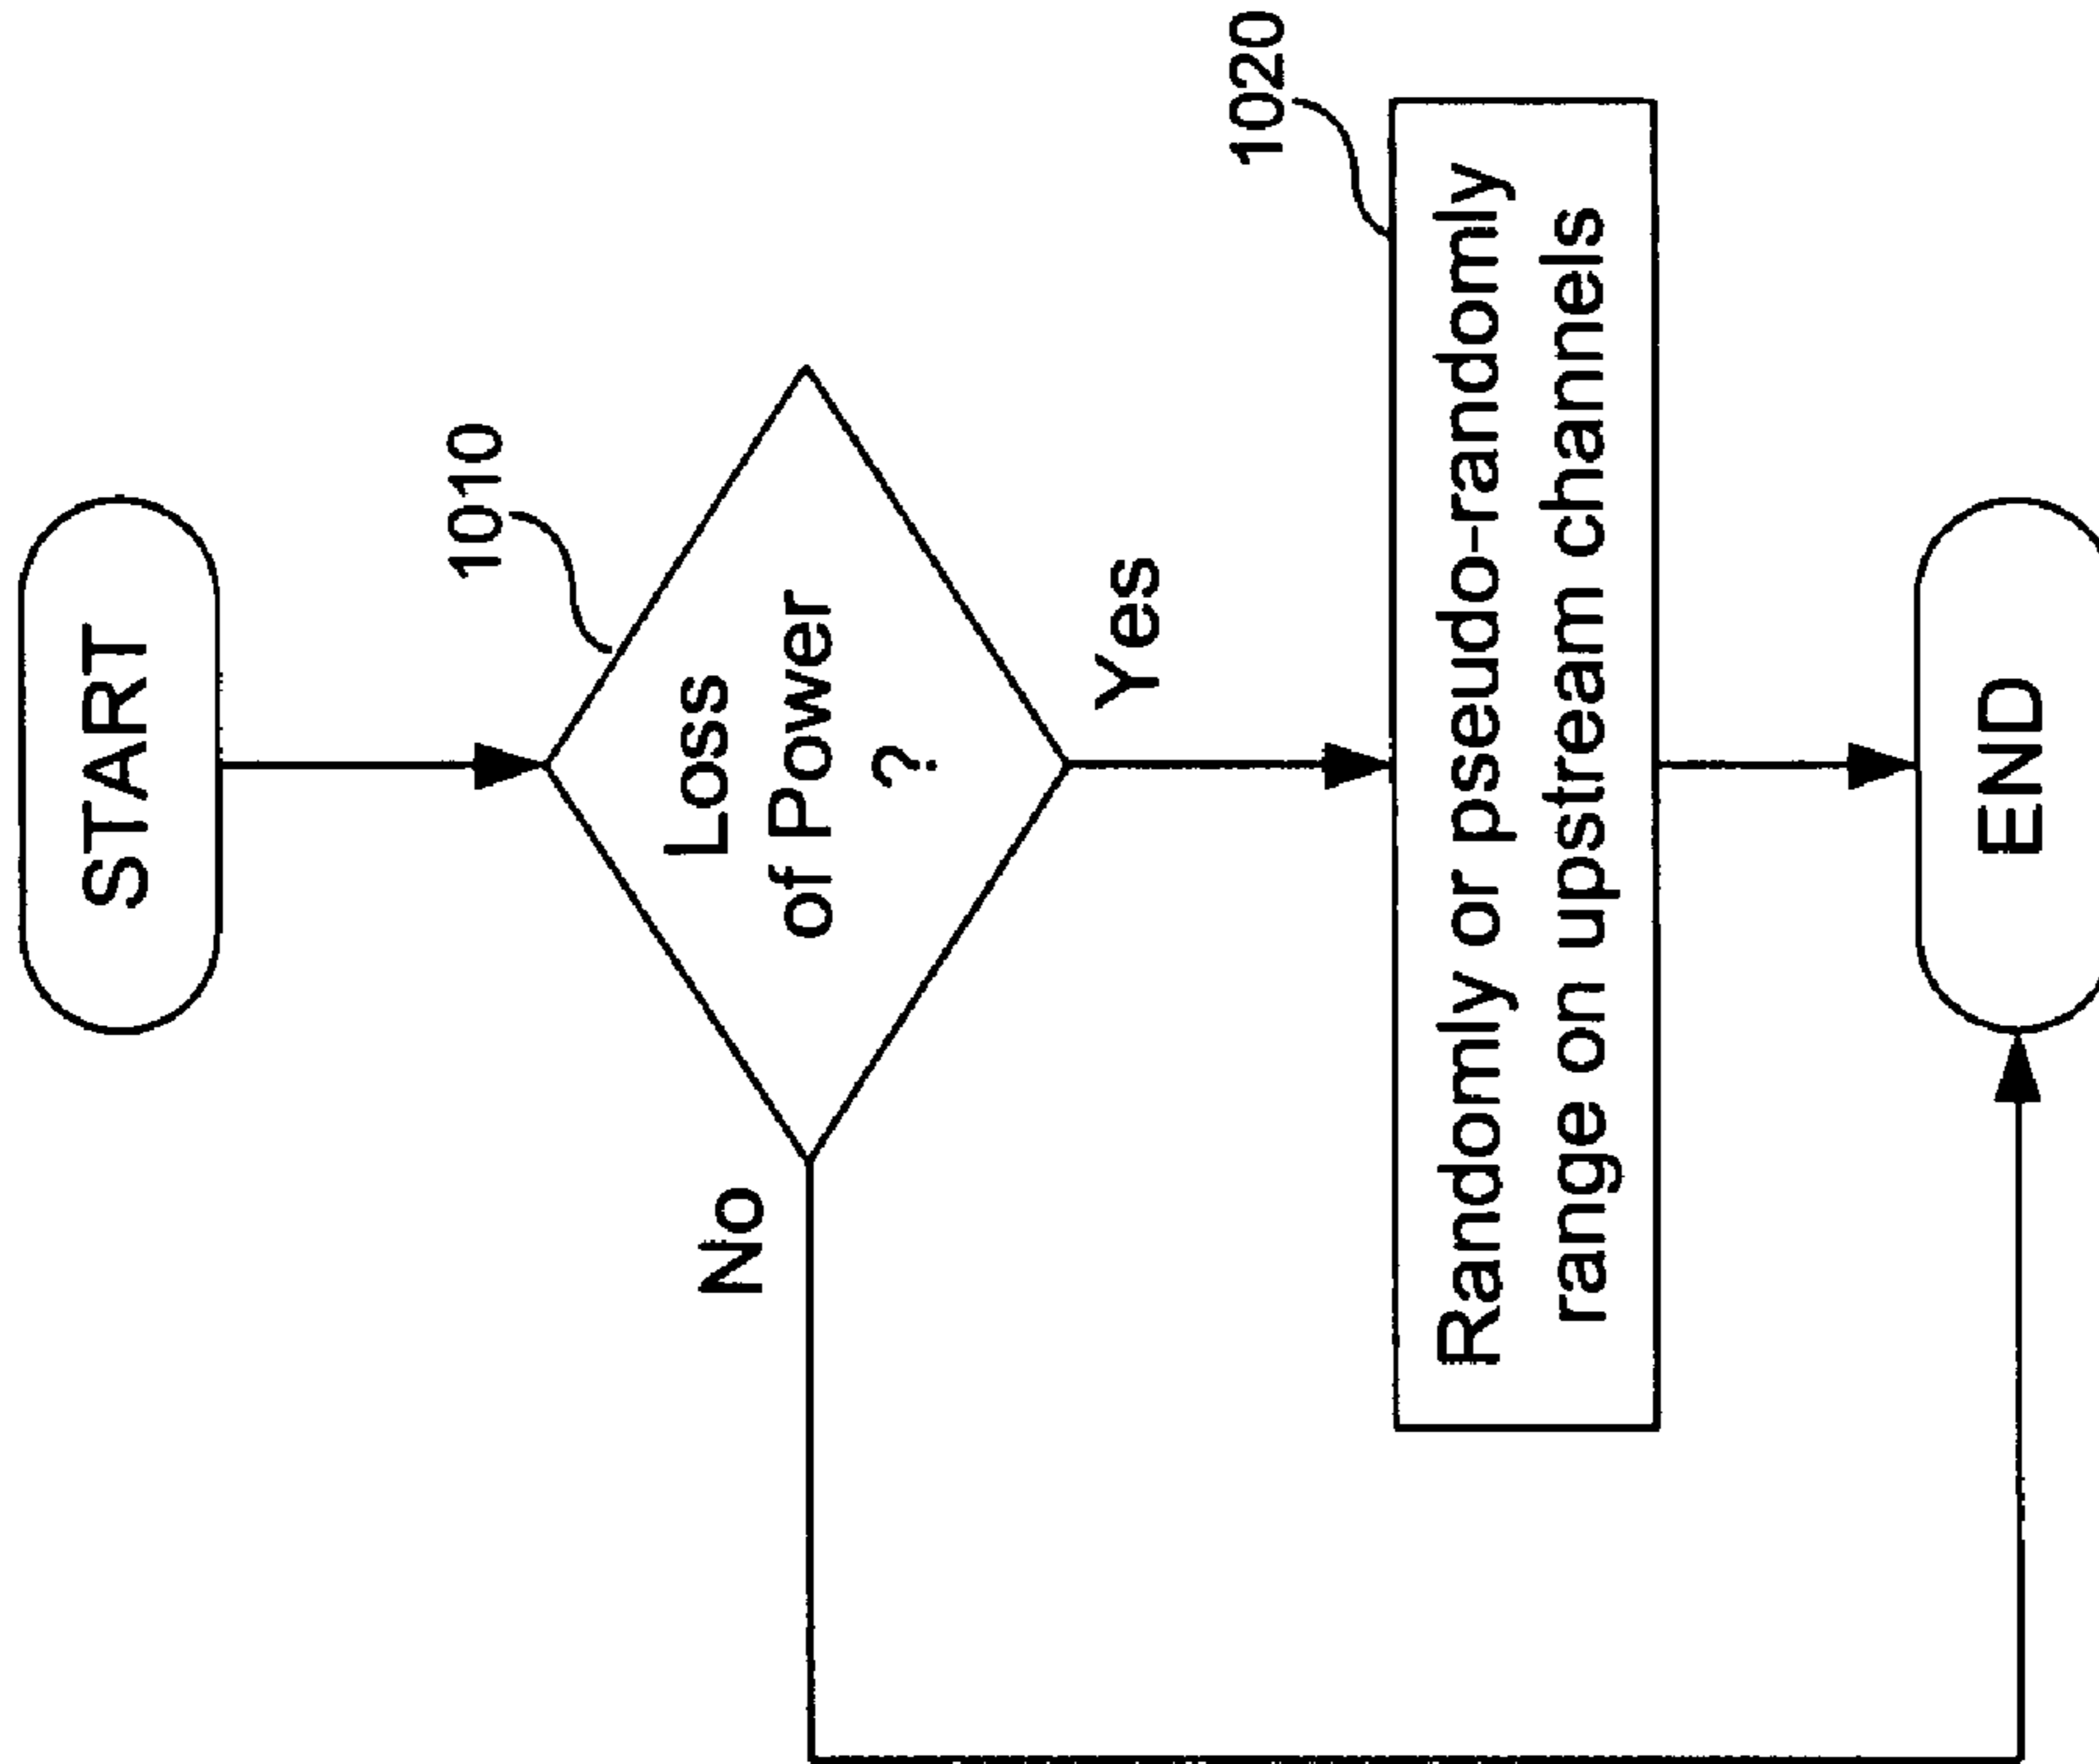 START
1010
Loss
of Power
?
No
Yes
1020
Randomly or pseudo-randomly
range on upstream channels
END